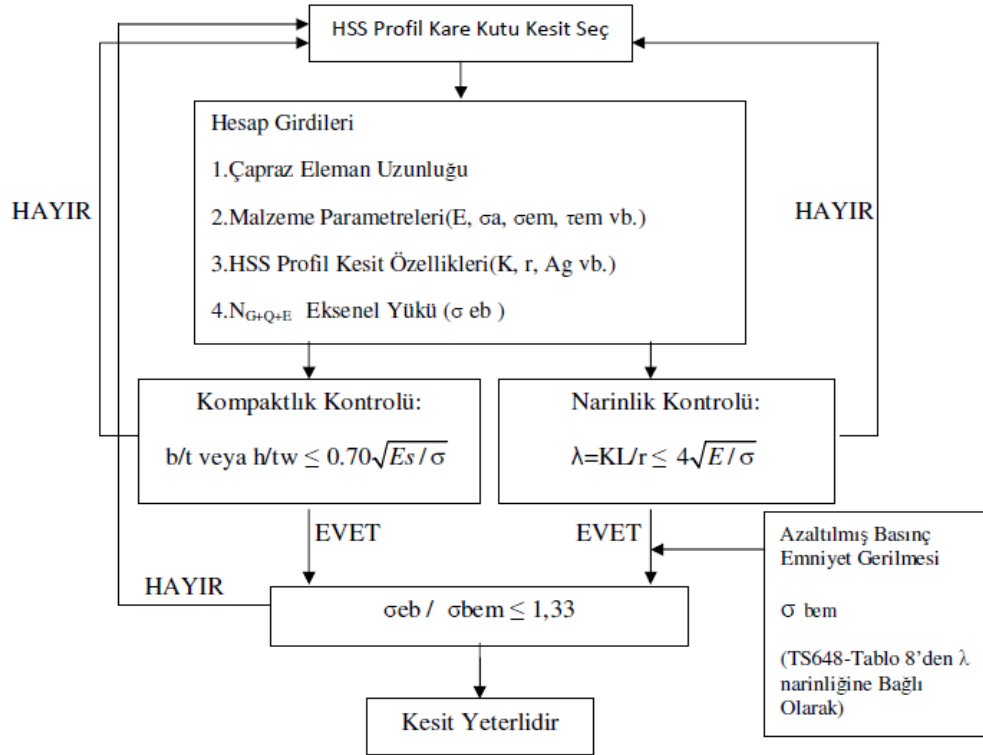 HSS Profil Kare Kutu Kesit Seç
Hesap Girdileri
1.Çapraz Eleman Uzunluğu
2.Malzeme Parametreleri(E, σa, σem, τem vb.)
3.HSS Profil Kesit Özellikleri(K, r, Ag vb.)
4.N_{G+Q+E} Eksenel Yükü (σ eb )
HAYIR
HAYIR
Kompaktlık Kontrolü:
b/t veya h/tw ≤ 0.70√(Es / σ)
Narinlik Kontrolü:
λ=KL/r ≤ 4√(E / σ)
EVET
EVET
Azaltılmış Basınç
Emniyet Gerilmesi
σ bem
(TS648-Tablo 8’den λ
narinliğine Bağlı
Olarak)
HAYIR
σeb / σbem ≤ 1,33
Kesit Yeterlidir